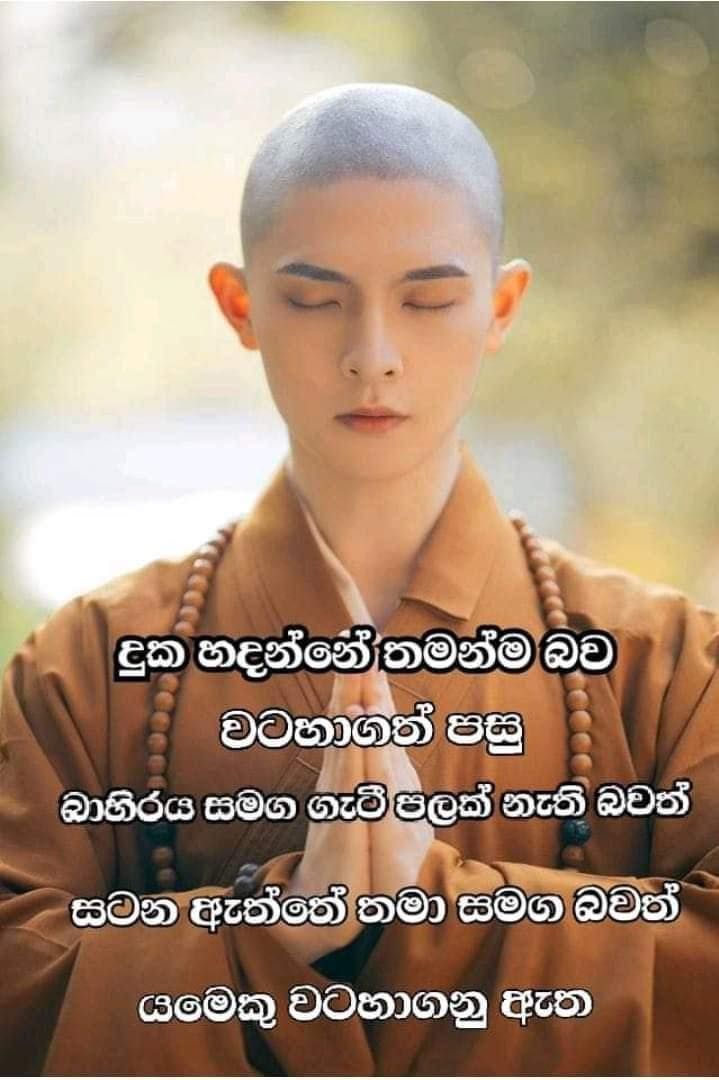 දුක හදන්නේ තමන්ම බව
වටහාගත් පසු
බාහිරය සමග ගැටී පලක් නැති බවත්
සටන ඇත්තේ තමා සමග බවත්
යමෙකු වටහාගනු ඇත